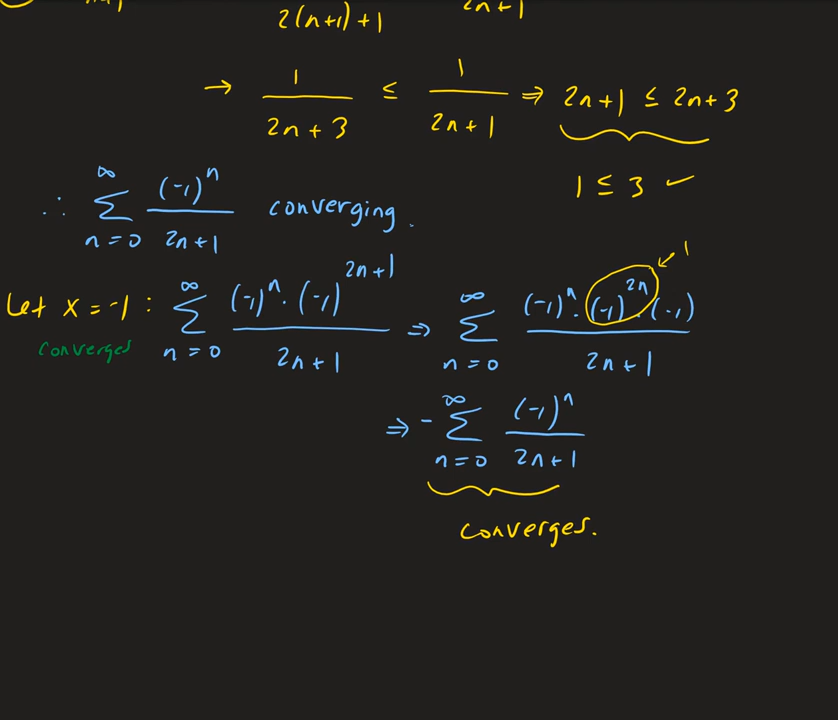 2(n+1)+1 2n+1
→ 1/(2n+3) ≤ 1/(2n+1) ⇒ 2n+1 ≤ 2n+3
1 ≤ 3 ✓
∴ ∑_{n=0}^{∞} (-1)^n/(2n+1) converging.
Let x = -1 : ∑_{n=0}^{∞} (-1)^n · (-1)^{2n+1}/(2n+1) ⇒ ∑_{n=0}^{∞} (-1)^n · (-1)^{2n} · (-1)/(2n+1) ← 1
converges
⇒ -∑_{n=0}^{∞} (-1)^n/(2n+1)
converges.